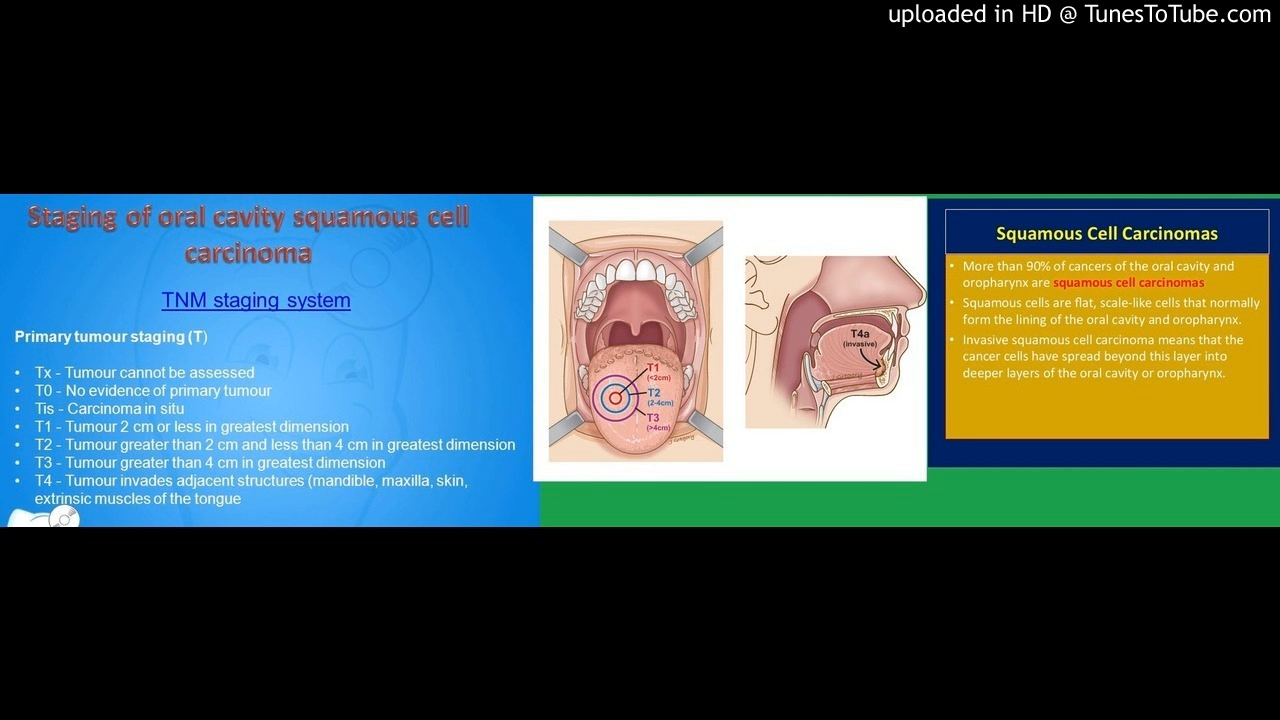 uploaded in HD @ TunesToTube.com
Staging of oral cavity squamous cell
carcinoma
TNM staging system
Primary tumour staging (T)
• Tx - Tumour cannot be assessed
• T0 - No evidence of primary tumour
• Tis - Carcinoma in situ
• T1 - Tumour 2 cm or less in greatest dimension
• T2 - Tumour greater than 2 cm and less than 4 cm in greatest dimension
• T3 - Tumour greater than 4 cm in greatest dimension
• T4 - Tumour invades adjacent structures (mandible, maxilla, skin,
extrinsic muscles of the tongue
T1
(<2cm)
T2
(2-4cm)
T3
(>4cm)
T4a
(invasive)
Squamous Cell Carcinomas
• More than 90% of cancers of the oral cavity and
oropharynx are squamous cell carcinomas
• Squamous cells are flat, scale-like cells that normally
form the lining of the oral cavity and oropharynx.
• Invasive squamous cell carcinoma means that the
cancer cells have spread beyond this layer into
deeper layers of the oral cavity or oropharynx.